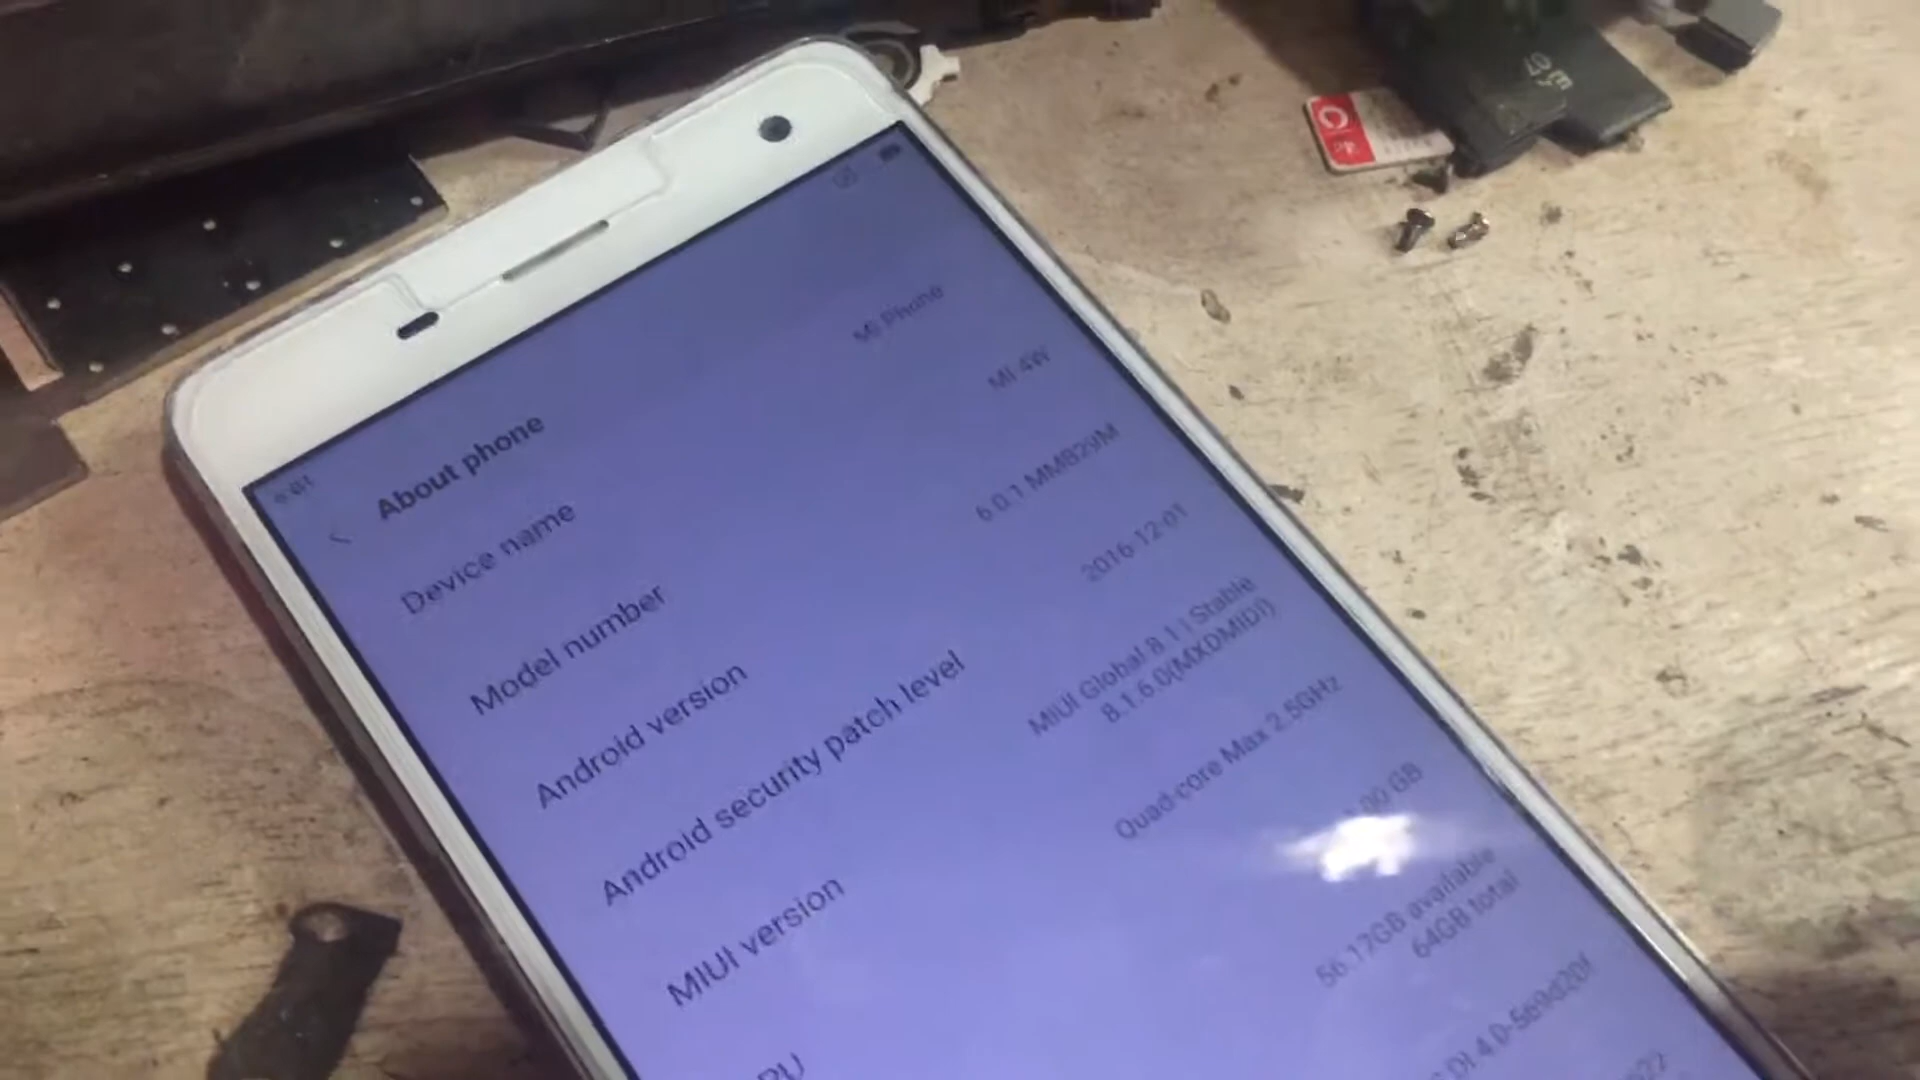 About phone
Device name
Mi Phone
Model number
MI 4W
Android version
6.0.1 MMB29M
Android security patch level
2016-12-01
MIUI version
MIUI Global 8.1 | Stable
8.1.6.0(MXDMIDI)
Quad-core Max 2.5GHz
GB
56.17GB available
64GB total